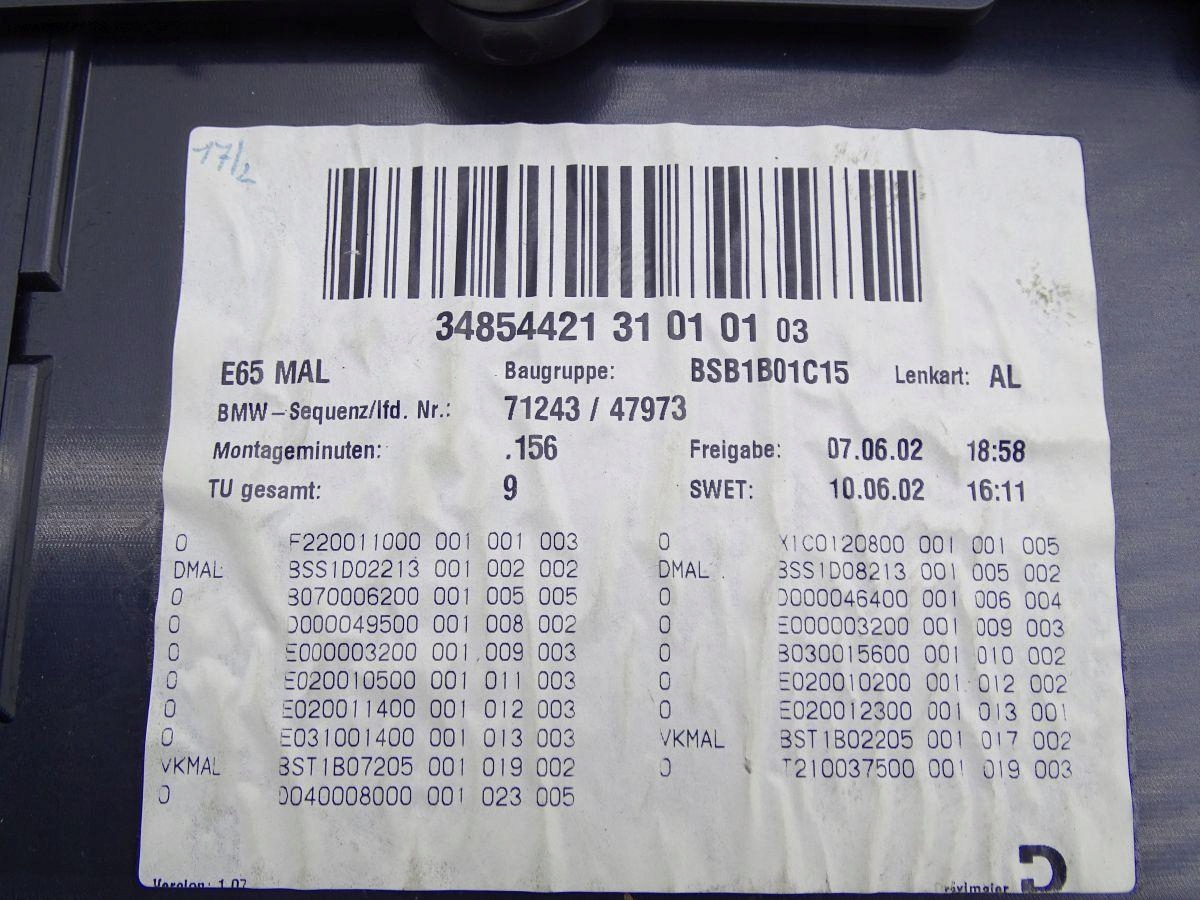 17/2
34854421 31 01 01 03
E65 MAL Baugruppe: BSB1B01C15 Lenkart: AL
BMW-Sequenz/lfd. Nr.: 71243 / 47973
Montageminuten: .156 Freigabe: 07.06.02 18:58
TU gesamt: 9 SWET: 10.06.02 16:11
0 F220011000 001 001 003 0 X1C0120800 001 001 005
DMAL BSS1D02213 001 002 002 DMAL BSS1D08213 001 005 002
0 B070006200 001 005 005 0 D000046400 001 006 004
0 D000049500 001 008 002 0 E000003200 001 009 003
0 E000003200 001 009 003 0 B030015600 001 010 002
0 E020010500 001 011 003 0 E020010200 001 012 002
0 E020011400 001 012 003 0 E020012300 001 013 001
0 E031001400 001 013 003 VKMAL BST1B02205 001 017 002
VKMAL BST1B07205 001 019 002 0 T210037500 001 019 003
0 0040008000 001 023 005
Version: 1.07